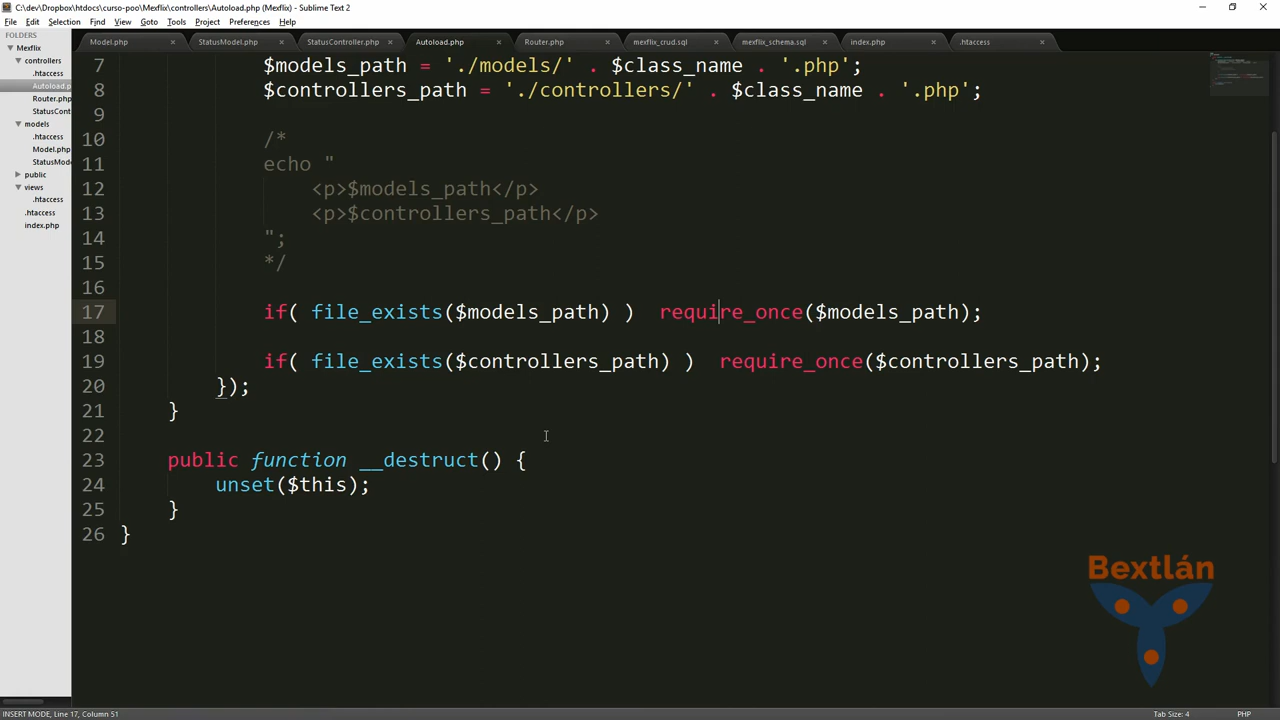 C:\dev\Dropbox\htdocs\curso-poo\Mexflix\controllers\Autoload.php (Mexflix) - Sublime Text 2
File Edit Selection Find View Goto Tools Project Preferences Help
FOLDERS
Mexflix
controllers
.htaccess
Autoload.p
Router.php
StatusCont
models
.htaccess
Model.php
StatusMode
public
views
.htaccess
.htaccess
index.php
Model.php × StatusModel.php × StatusController.php × Autoload.php × Router.php × mexflix_crud.sql × mexflix_schema.sql × index.php × .htaccess ×
7 $models_path = './models/' . $class_name . '.php';
8 $controllers_path = './controllers/' . $class_name . '.php';
9
10 /*
11 echo "
12 <p>$models_path</p>
13 <p>$controllers_path</p>
14 ";
15 */
16
17 if( file_exists($models_path) ) require_once($models_path);
18
19 if( file_exists($controllers_path) ) require_once($controllers_path);
20 });
21 }
22
23 public function __destruct() {
24 unset($this);
25 }
26 }
Bextlán
INSERT MODE, Line 17, Column 51 Tab Size: 4 PHP